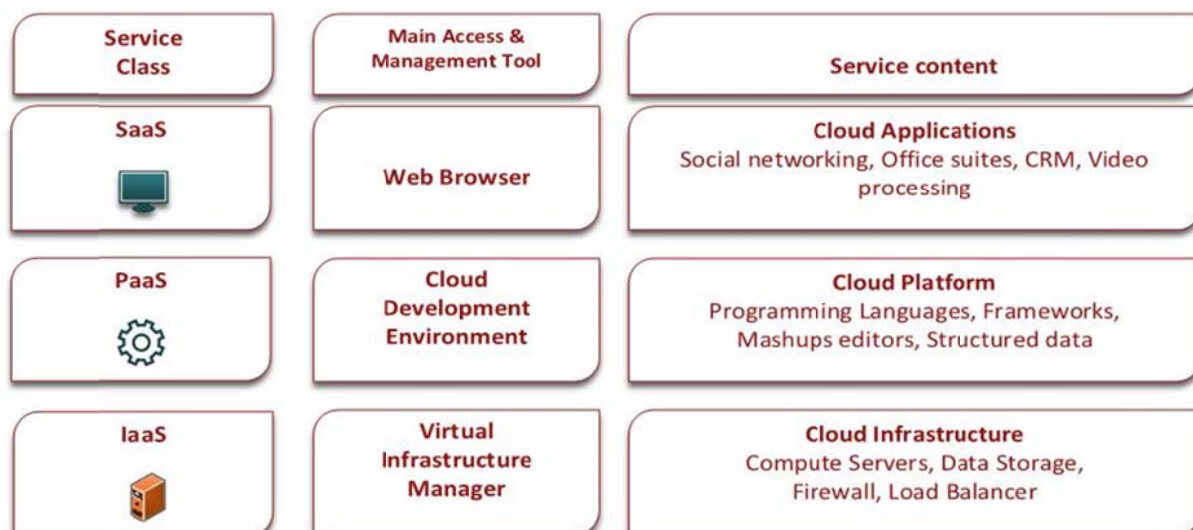 Service
Class
Main Access &
Management Tool
Service content
SaaS
Web Browser
Cloud Applications
Social networking, Office suites, CRM, Video
processing
PaaS
Cloud
Development
Environment
Cloud Platform
Programming Languages, Frameworks,
Mashups editors, Structured data
IaaS
Virtual
Infrastructure
Manager
Cloud Infrastructure
Compute Servers, Data Storage,
Firewall, Load Balancer